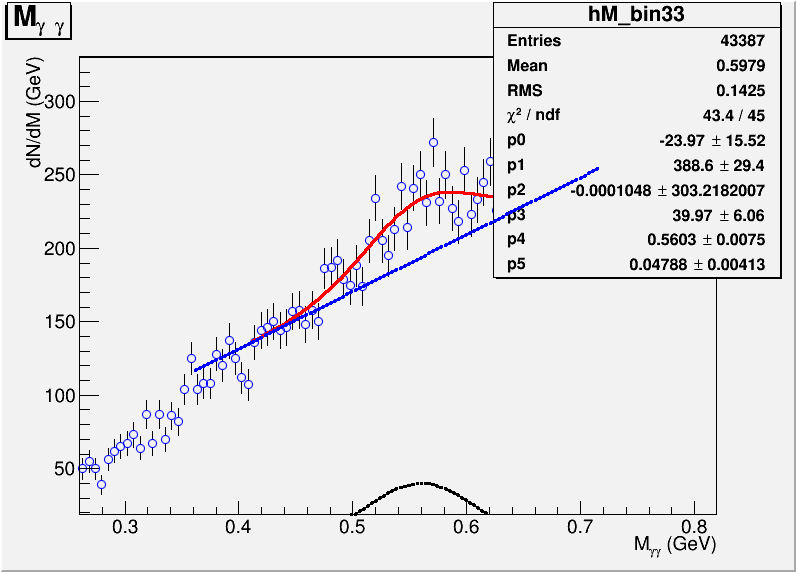 M γ γ
hM_bin33
Entries 43387
Mean 0.5979
RMS 0.1425
χ² / ndf 43.4 / 45
p0 -23.97 ± 15.52
p1 388.6 ± 29.4
p2 -0.0001048 ± 303.2182007
p3 39.97 ± 6.06
p4 0.5603 ± 0.0075
p5 0.04788 ± 0.00413
dN/dM (GeV)
300
250
200
150
100
50
0.3 0.4 0.5 0.6 0.7 0.8
Mγγ (GeV)